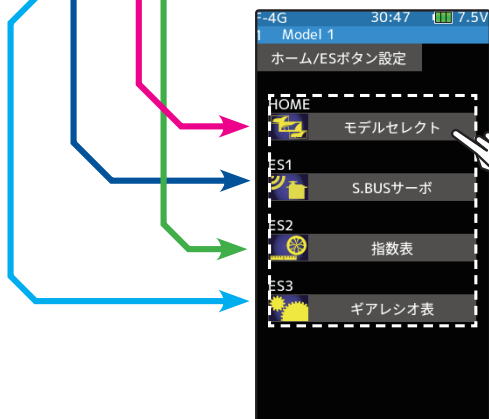 F-4G 30:47 7.5V
1 Model 1
ホーム/ESボタン設定
HOME
モデルセレクト
ES1
S.BUSサーボ
ES2
指数表
ES3
ギアレシオ表